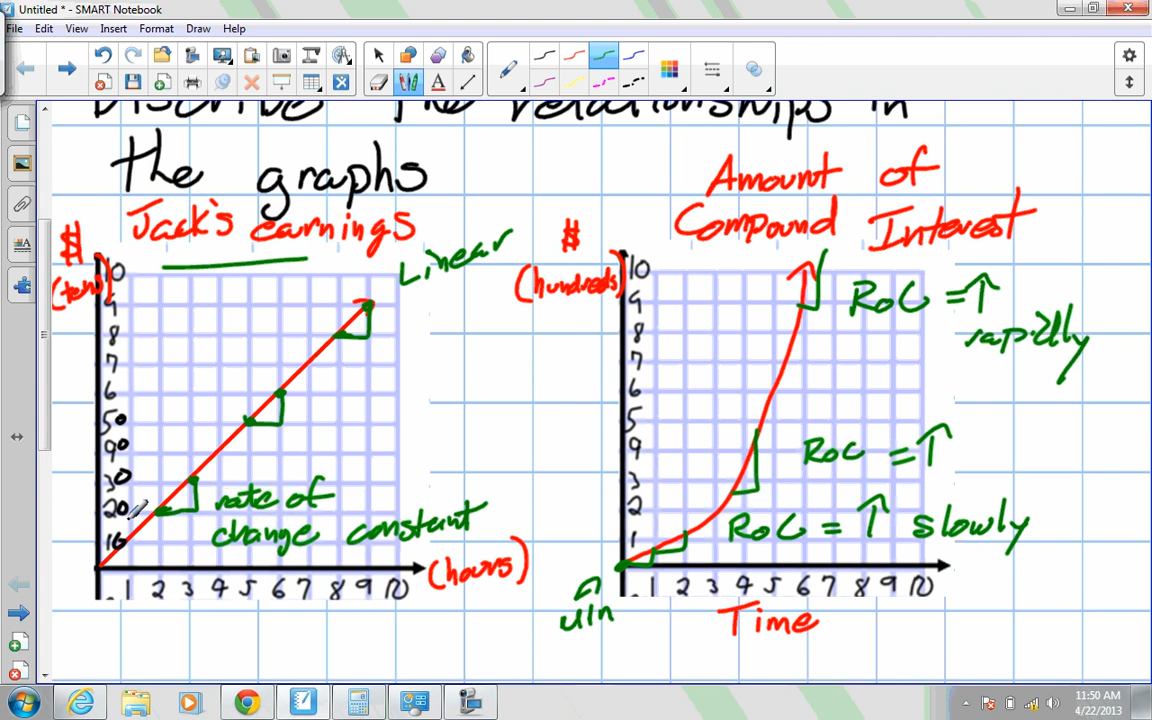 Untitled * - SMART Notebook
File Edit View Insert Format Draw Help
Discribe the relationships in
the graphs
Jack's earnings
$
(tens)
Linear
10
9
8
7
6
50
40
30
20
10
rate of
change constant
(hours)
1 2 3 4 5 6 7 8 9 10
Amount of
Compound Interest
$
(hundreds)
10
9
8
7
6
5
4
3
2
1
RoC = ↑
rapidly
RoC = ↑
RoC = ↑ slowly
1 2 3 4 5 6 7 8 9 10
Time
11:50 AM
4/22/2013